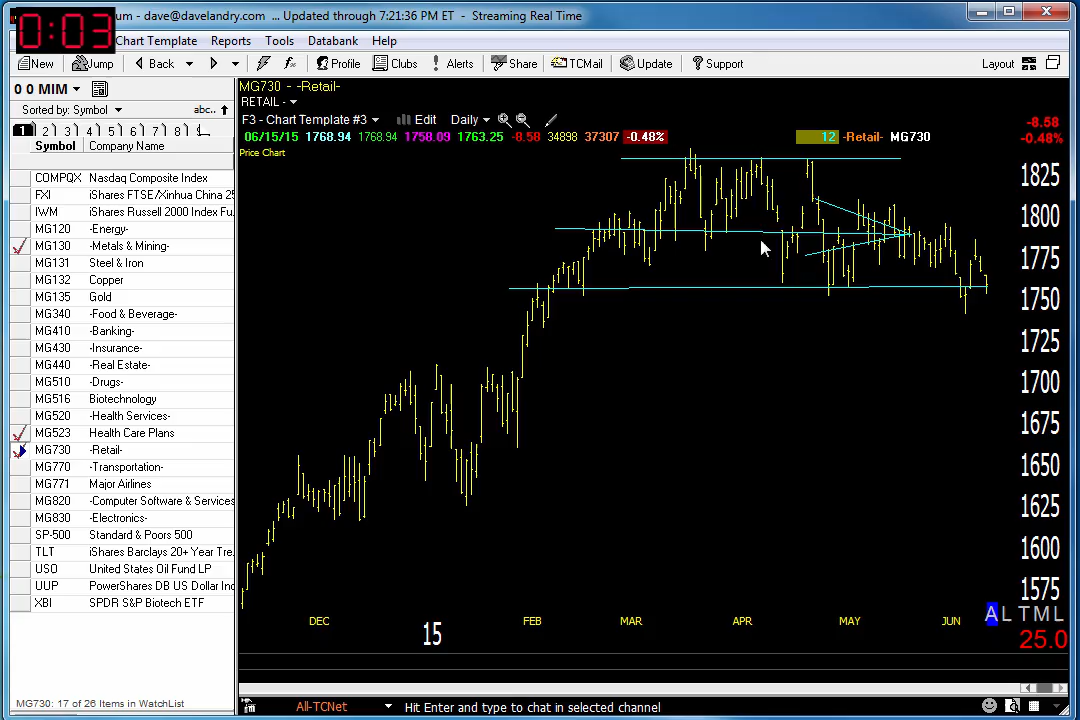 0:03
um - dave@davelandry.com ... Updated through 7:21:36 PM ET - Streaming Real Time
Chart Template Reports Tools Databank Help
New Jump Back Profile Clubs Alerts Share TCMail Update Support Layout
0 0 MIM
Sorted by: Symbol abc..
1 2 3 4 5 6 7 8
Symbol Company Name
COMPQX Nasdaq Composite Index
FXI iShares FTSE/Xinhua China 25
IWM iShares Russell 2000 Index Fu.
MG120 -Energy-
MG130 -Metals & Mining-
MG131 Steel & Iron
MG132 Copper
MG135 Gold
MG340 -Food & Beverage-
MG410 -Banking-
MG430 -Insurance-
MG440 -Real Estate-
MG510 -Drugs-
MG516 Biotechnology
MG520 -Health Services-
MG523 Health Care Plans
MG730 -Retail-
MG770 -Transportation-
MG771 Major Airlines
MG820 -Computer Software & Services
MG830 -Electronics-
SP-500 Standard & Poors 500
TLT iShares Barclays 20+ Year Tre.
USO United States Oil Fund LP
UUP PowerShares DB US Dollar Ind
XBI SPDR S&P Biotech ETF
MG730: 17 of 26 Items in WatchList
MG730 - -Retail-
RETAIL -
F3 - Chart Template #3 Edit Daily
06/15/15 1768.94 1768.94 1758.09 1763.25 -8.58 34898 37307 -0.48% 12 -Retail- MG730
Price Chart
-8.58
-0.48%
1825
1800
1775
1750
1725
1700
1675
1650
1625
1600
1575
DEC 15 FEB MAR APR MAY JUN
A L T M L
25.0
All-TCNet Hit Enter and type to chat in selected channel